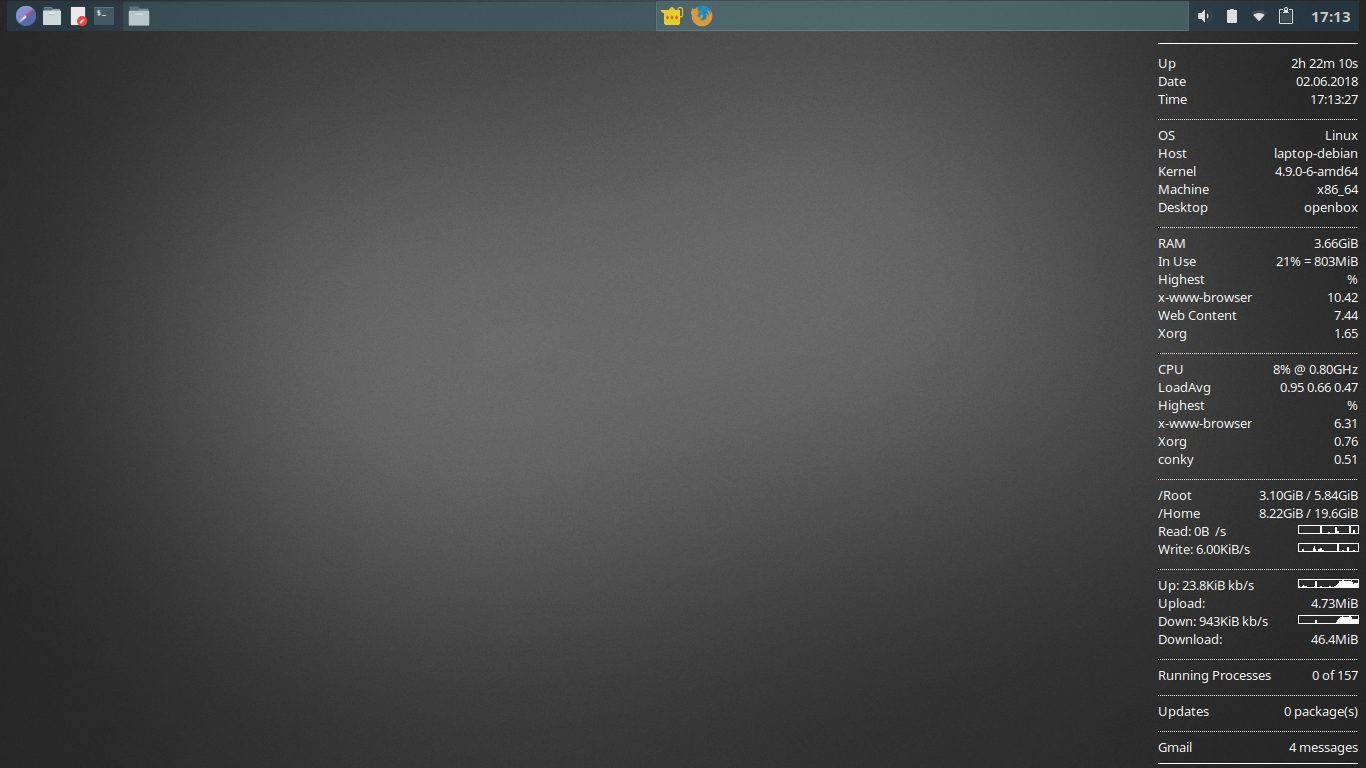 17:13
Up 2h 22m 10s
Date 02.06.2018
Time 17:13:27
OS Linux
Host laptop-debian
Kernel 4.9.0-6-amd64
Machine x86_64
Desktop openbox
RAM 3.66GiB
In Use 21% = 803MiB
Highest %
x-www-browser 10.42
Web Content 7.44
Xorg 1.65
CPU 8% @ 0.80GHz
LoadAvg 0.95 0.66 0.47
Highest %
x-www-browser 6.31
Xorg 0.76
conky 0.51
/Root 3.10GiB / 5.84GiB
/Home 8.22GiB / 19.6GiB
Read: 0B /s
Write: 6.00KiB/s
Up: 23.8KiB kb/s
Upload: 4.73MiB
Down: 943KiB kb/s
Download: 46.4MiB
Running Processes 0 of 157
Updates 0 package(s)
Gmail 4 messages